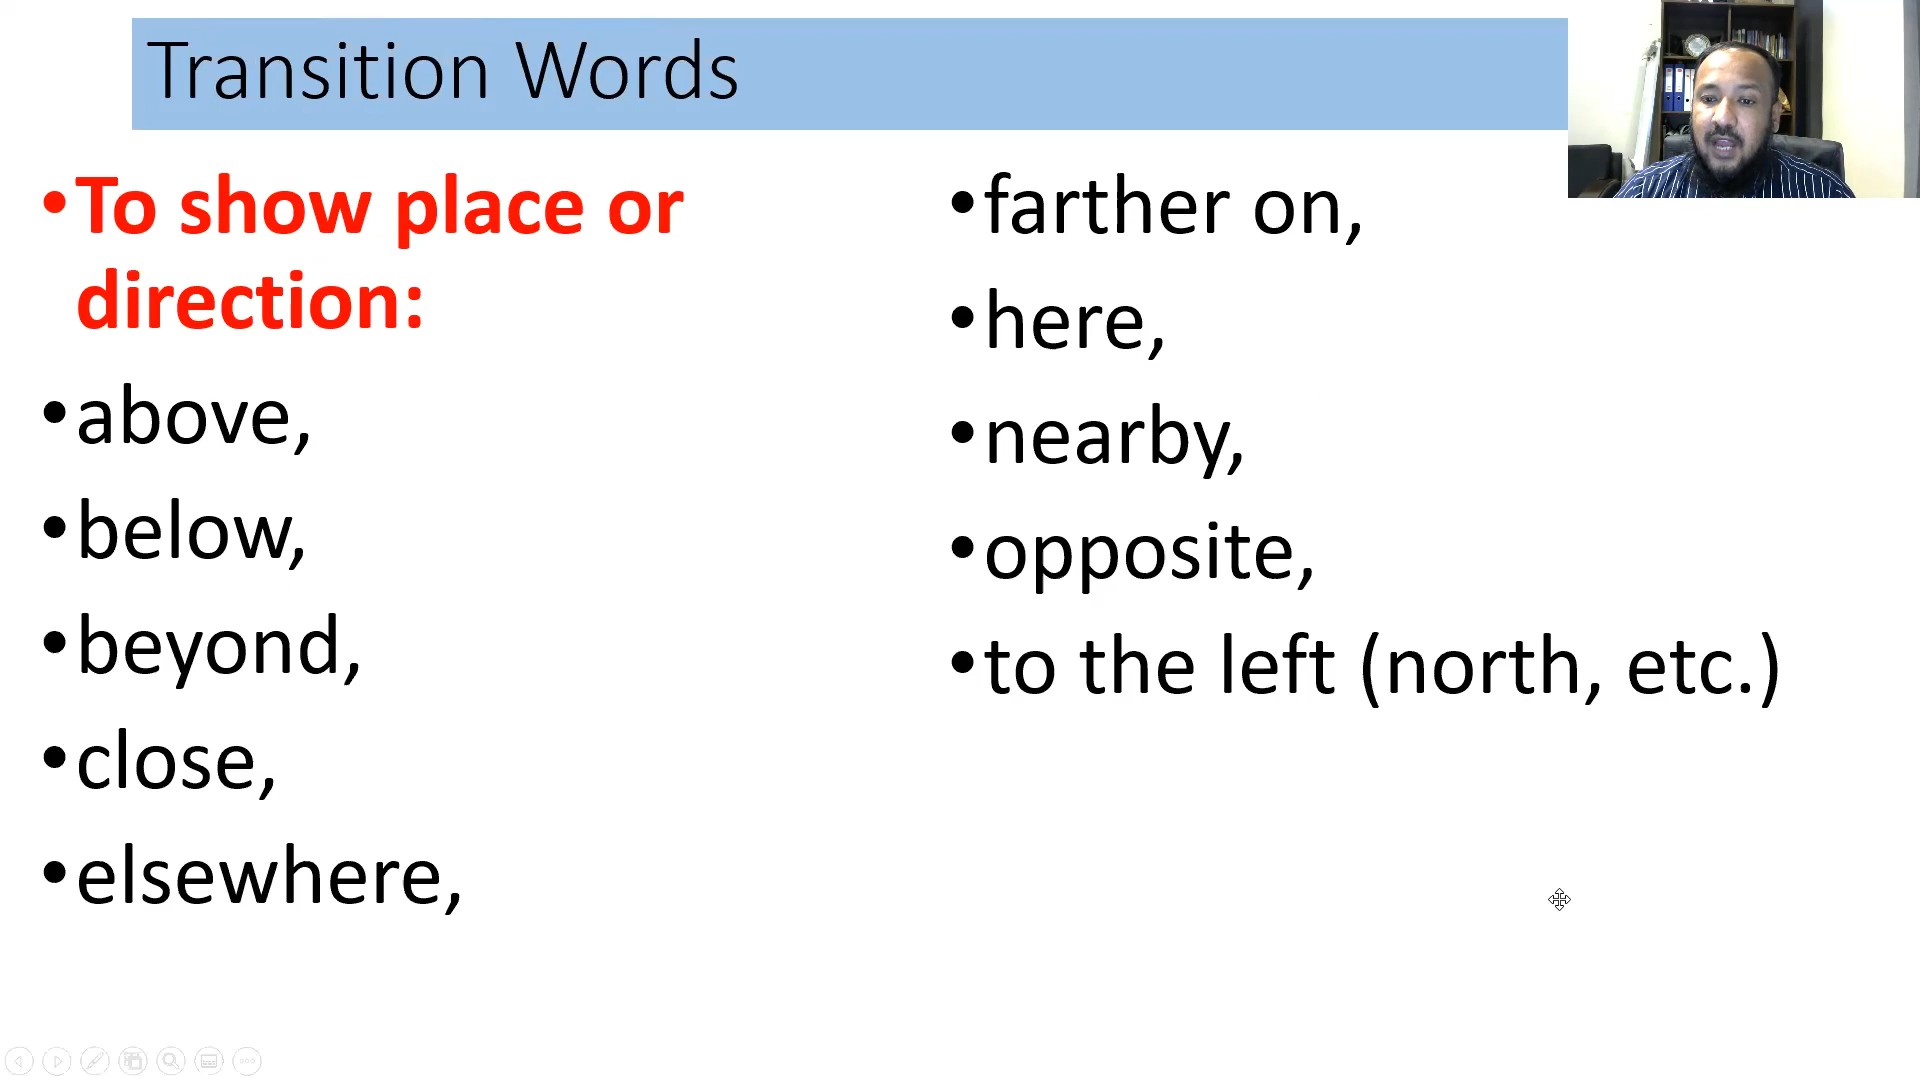 Transition Words
•To show place or
direction:
•above,
•below,
•beyond,
•close,
•elsewhere,
•farther on,
•here,
•nearby,
•opposite,
•to the left (north, etc.)